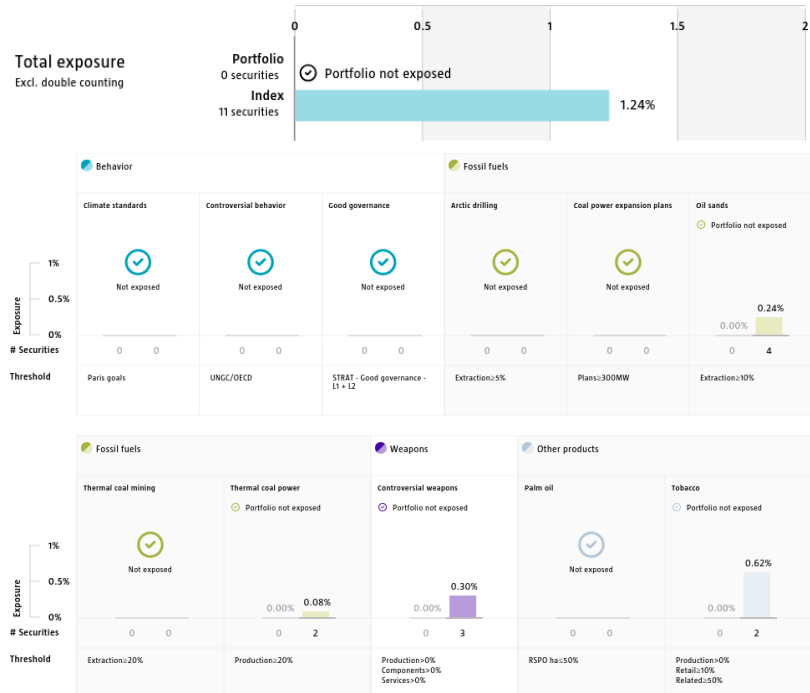 0 0.5 1 1.5 2
Total exposure
Excl. double counting
Portfolio
0 securities
Portfolio not exposed
Index
11 securities
1.24%
Behavior
Fossil fuels
Climate standards
Controversial behavior
Good governance
Arctic drilling
Coal power expansion plans
Oil sands
Portfolio not exposed
Not exposed
Not exposed
Not exposed
Not exposed
Not exposed
Exposure
1%
0.5%
0%
0.00%
0.24%
# Securities 0 0 0 0 0 0 0 0 0 0 0 4
Threshold
Paris goals
UNGC/OECD
STRAT - Good governance -
L1 + L2
Extraction≥5%
Plans≥300MW
Extraction≥10%
Fossil fuels
Weapons
Other products
Thermal coal mining
Thermal coal power
Controversial weapons
Palm oil
Tobacco
Portfolio not exposed
Portfolio not exposed
Portfolio not exposed
Not exposed
Not exposed
Exposure
1%
0.5%
0%
0.00%
0.08%
0.00%
0.30%
0.00%
0.62%
# Securities 0 0 0 2 0 3 0 0 0 2
Threshold
Extraction≥20%
Production≥20%
Production>0%
Components>0%
Services>0%
RSPO ha≤50%
Production>0%
Retail≥10%
Related≥50%